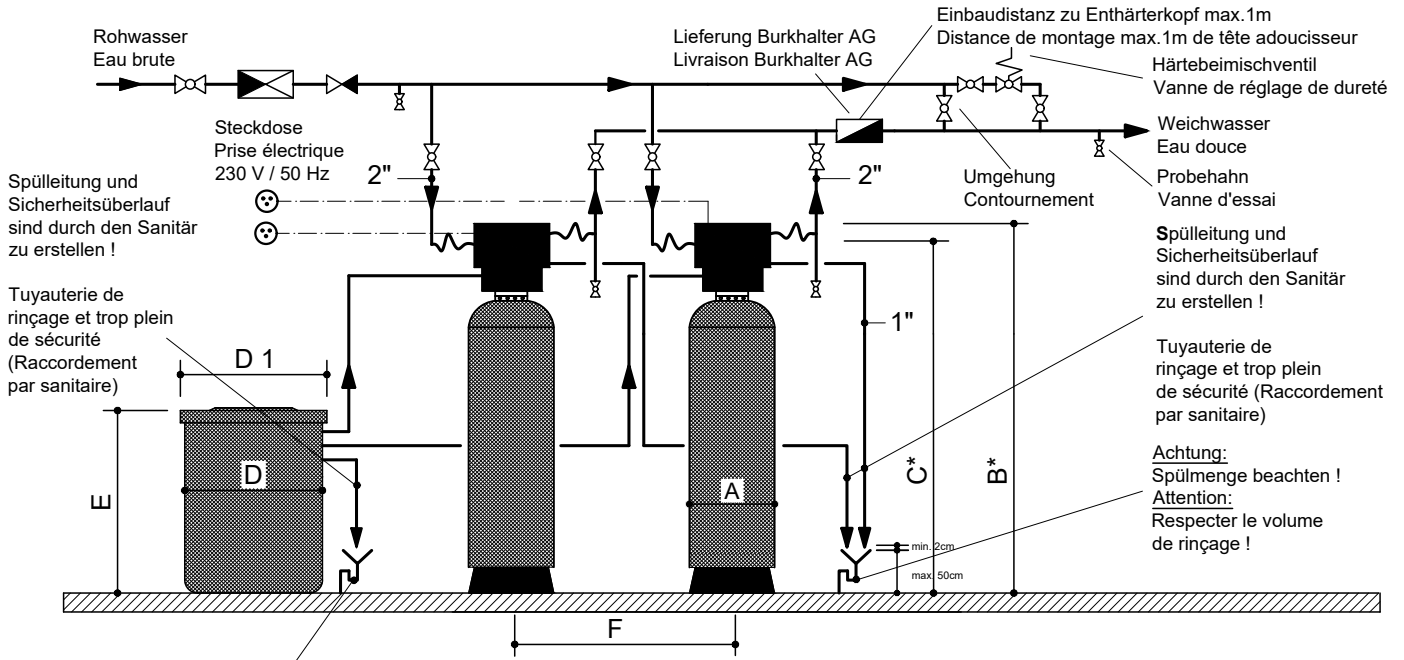 Rohwasser
Eau brute
Lieferung Burkhalter AG
Livraison Burkhalter AG
Einbaudistanz zu Enthärterkopf max.1m
Distance de montage max.1m de tête adoucisseur
Härtebeimischventil
Vanne de réglage de dureté
Steckdose
Prise électrique
230 V / 50 Hz
2"
2"
Weichwasser
Eau douce
Umgehung
Contournement
Probehahn
Vanne d'essai
Spülleitung und
Sicherheitsüberlauf
sind durch den Sanitär
zu erstellen !
Tuyauterie de
rinçage et trop plein
de sécurité
(Raccordement
par sanitaire)
Spülleitung und
Sicherheitsüberlauf
sind durch den Sanitär
zu erstellen !
1"
Tuyauterie de
rinçage et trop plein
de sécurité (Raccordement
par sanitaire)
D 1
E
D
A
C*
B*
Achtung:
Spülmenge beachten !
Attention:
Respecter le volume
de rinçage !
min. 2cm
max. 50cm
F